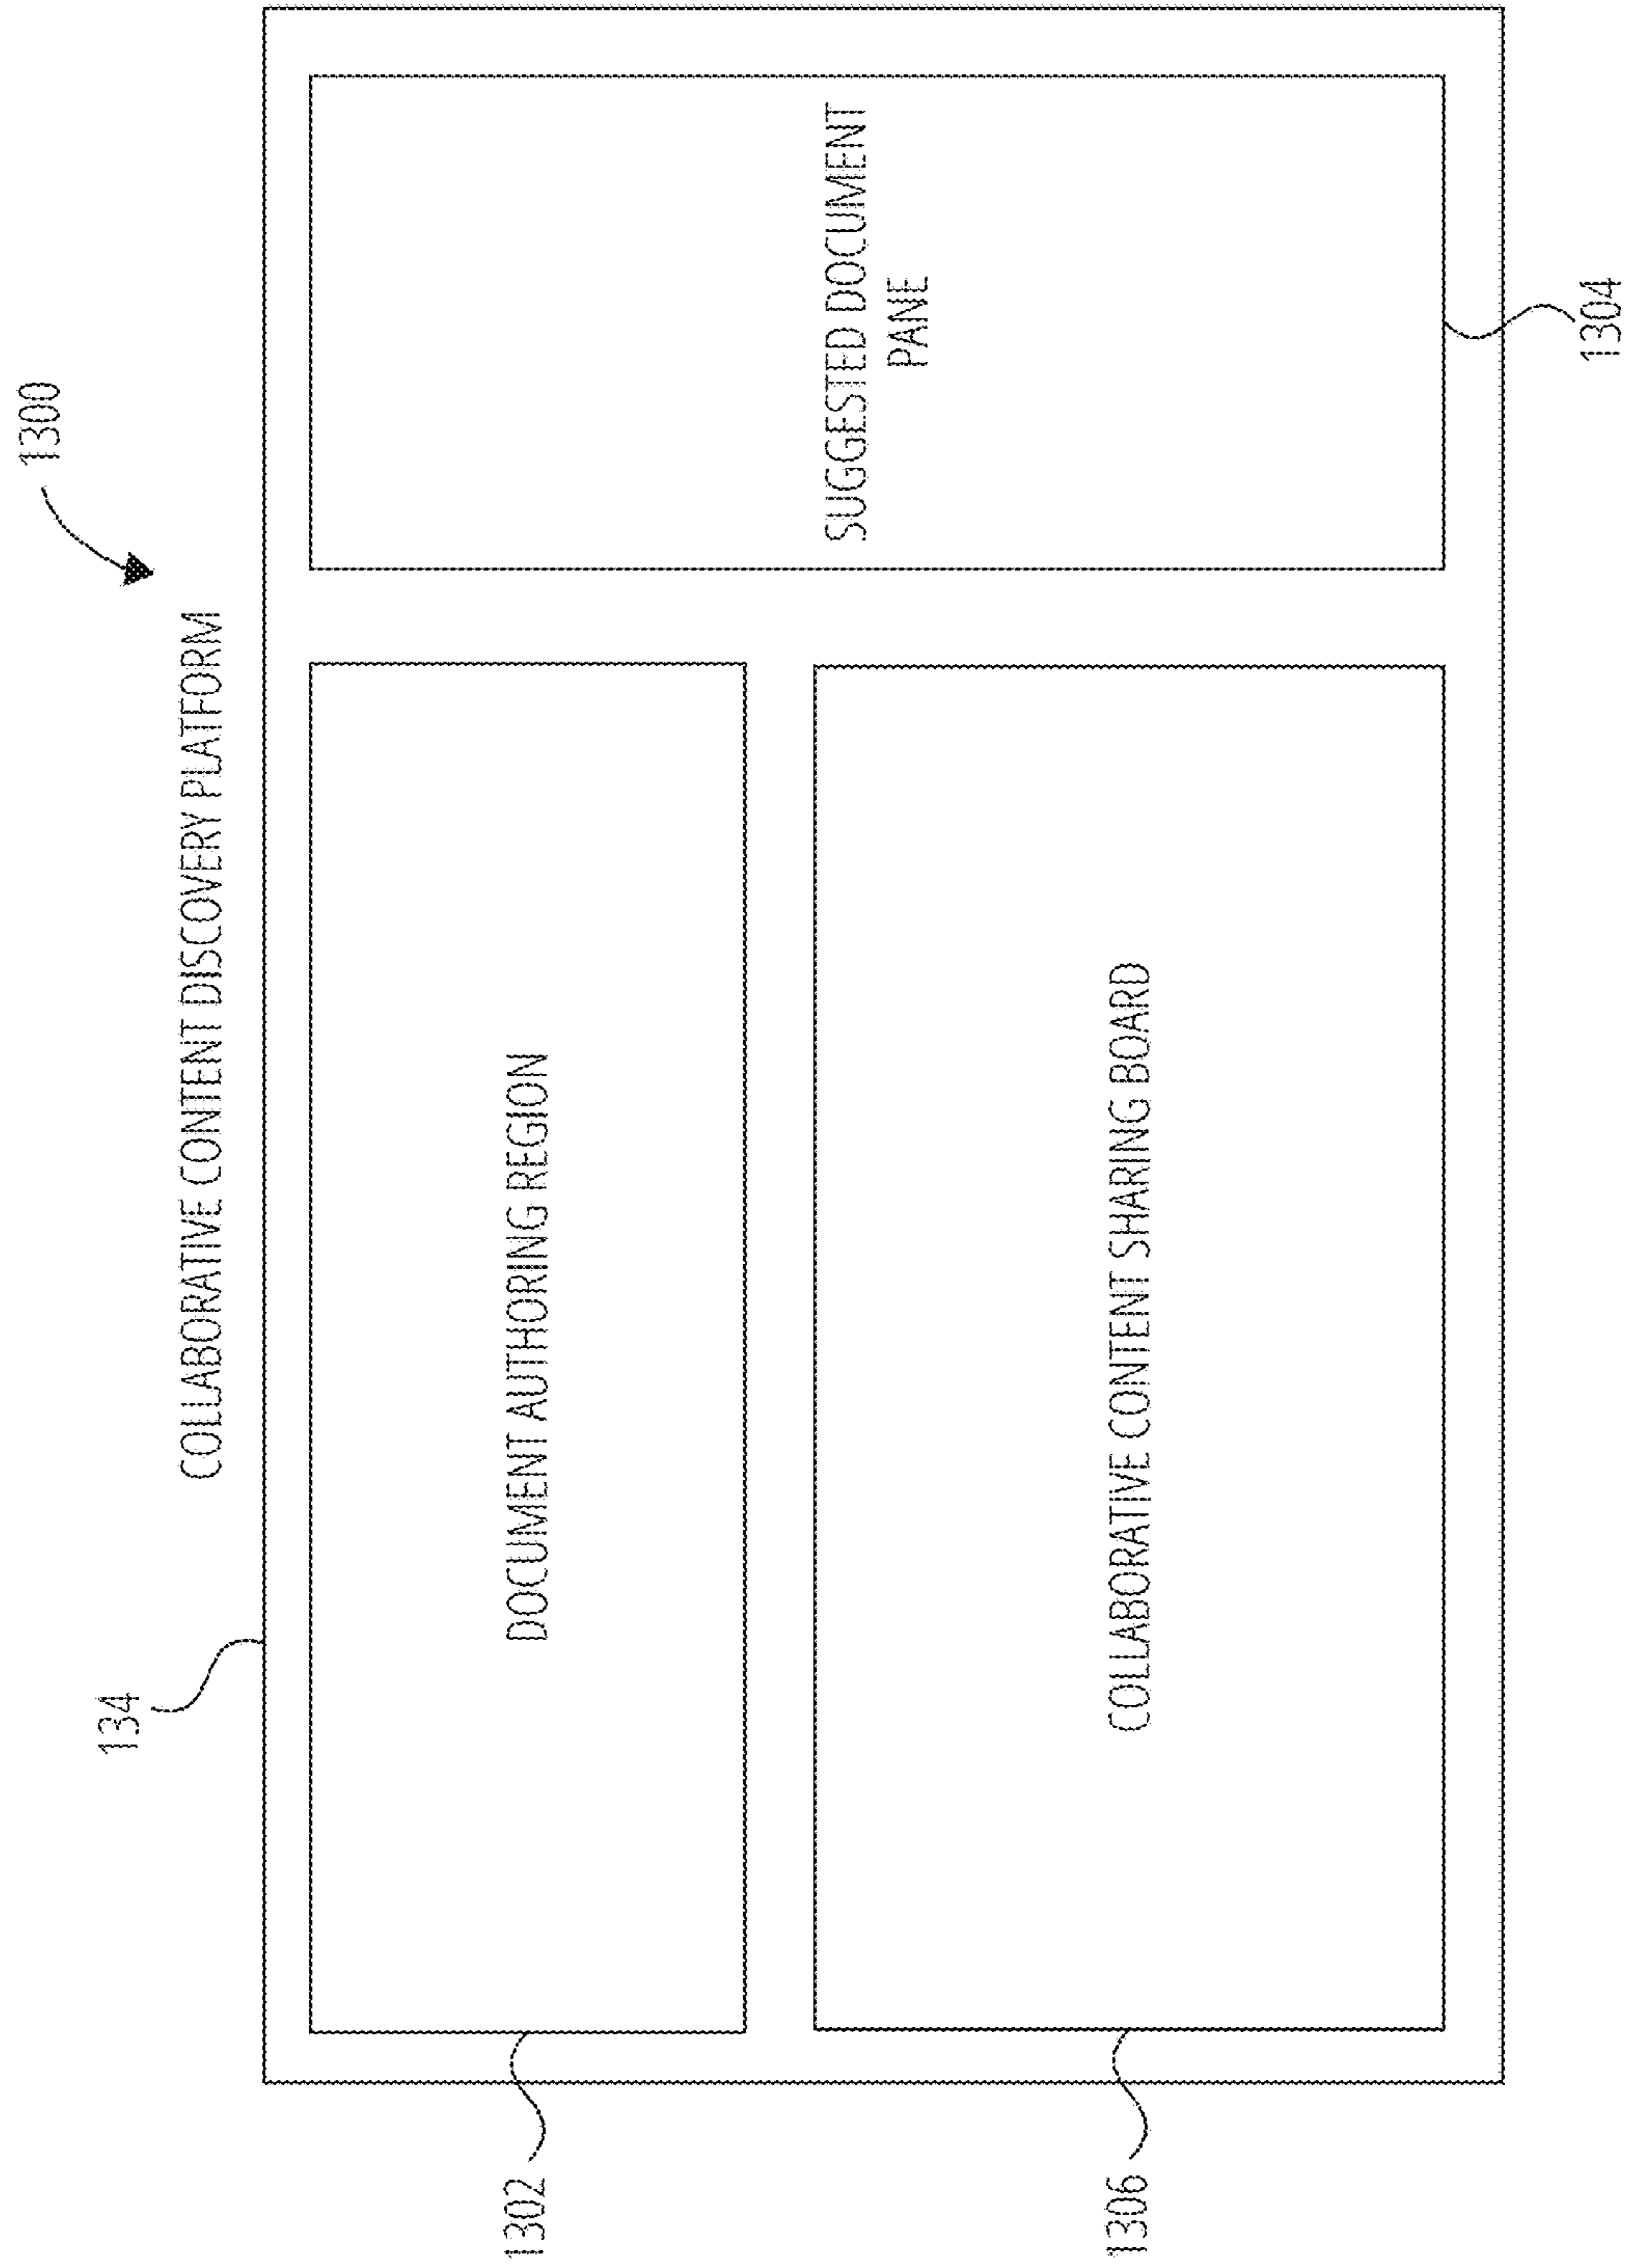 1300
COLLABORATIVE CONTENT DISCOVERY PLATFORM
134
DOCUMENT AUTHORING REGION
1302
SUGGESTED DOCUMENT
PANE
1304
COLLABORATIVE CONTENT SHARING BOARD
1306